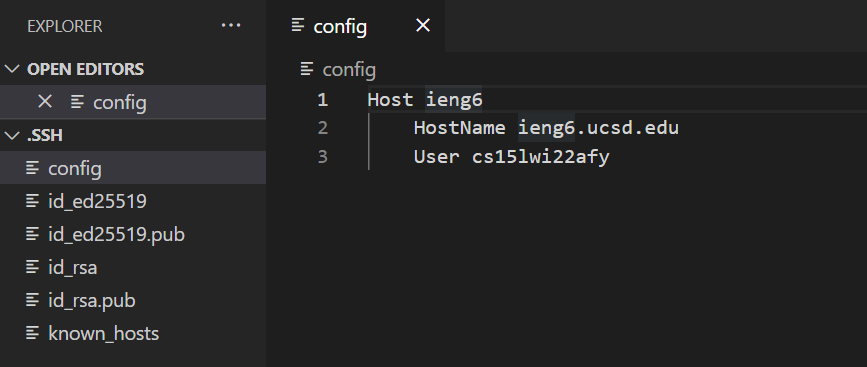 EXPLORER
···
OPEN EDITORS
config
.SSH
config
id_ed25519
id_ed25519.pub
id_rsa
id_rsa.pub
known_hosts
config
config
1 Host ieng6
2 HostName ieng6.ucsd.edu
3 User cs15lwi22afy